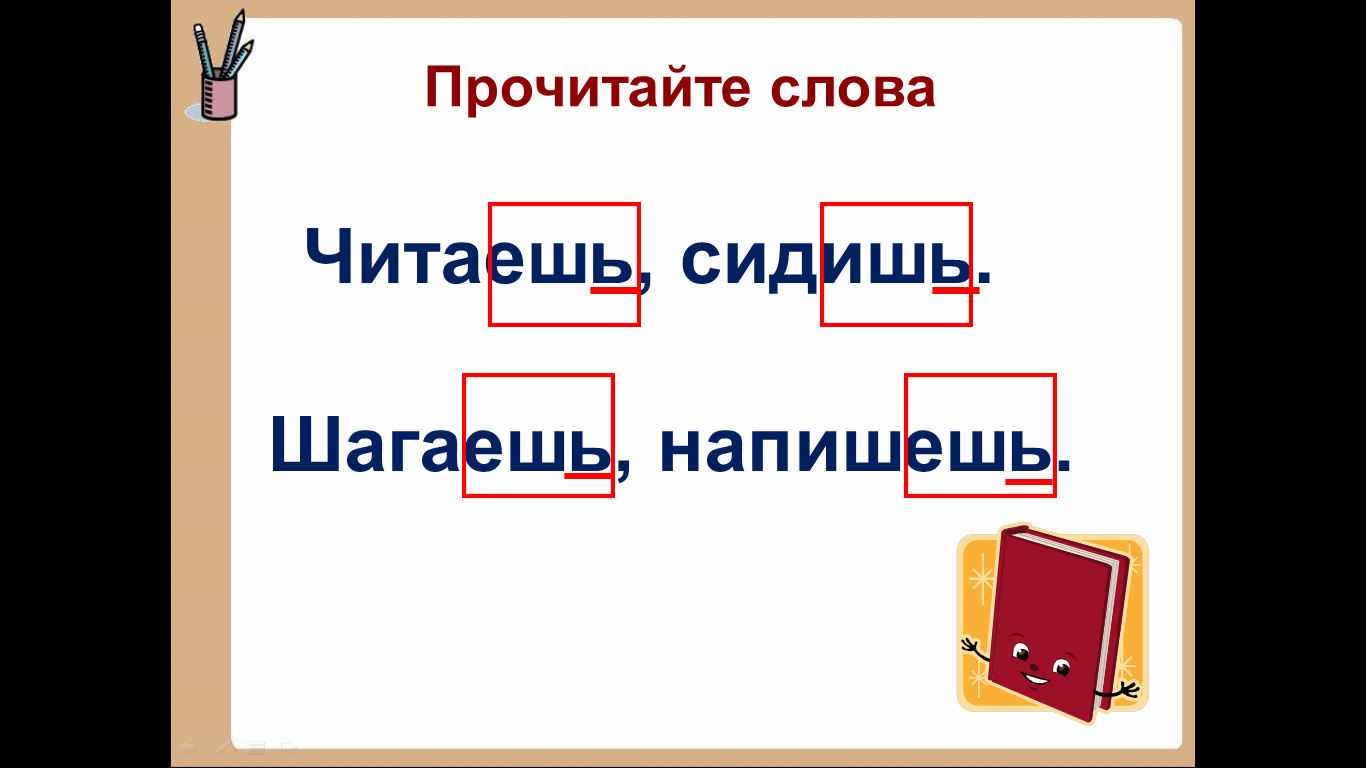 Прочитайте слова
Читаешь, сидишь.
Шагаешь, напишешь.